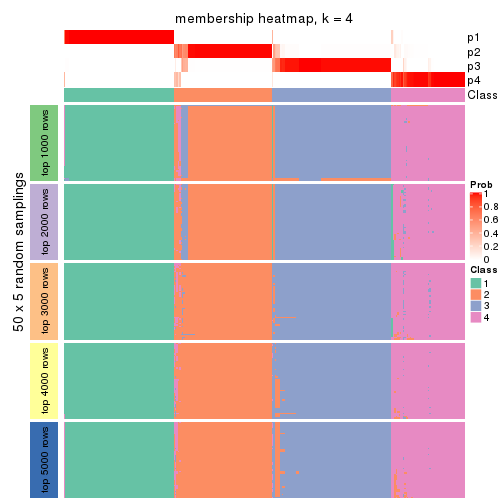 membership heatmap, k = 4
p1
p2
p3
p4
Class
50 x 5 random samplings
top 1000 rows
top 2000 rows
top 3000 rows
top 4000 rows
top 5000 rows
Prob
1
0.8
0.6
0.4
0.2
0
Class
1
2
3
4